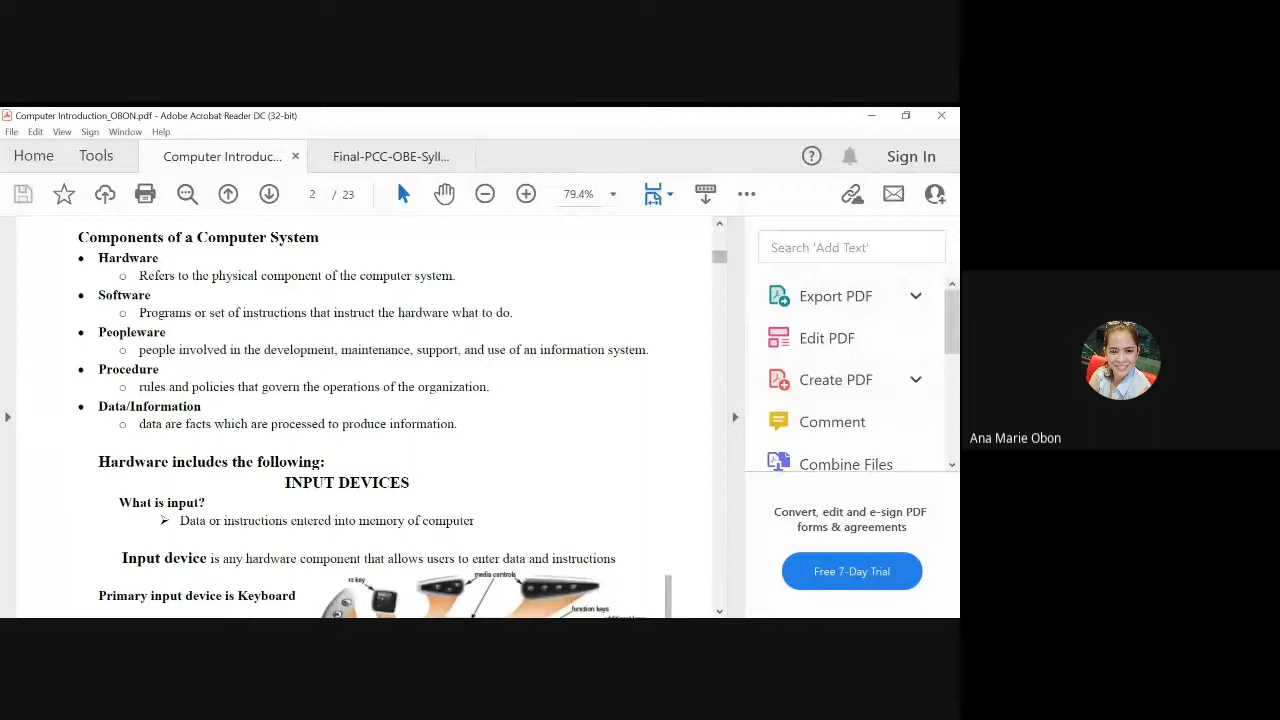 Computer Introduction_OBON.pdf - Adobe Acrobat Reader DC (32-bit)
File Edit View Sign Window Help
Home Tools Computer Introduc... × Final-PCC-OBE-Syll... Sign In
2 / 23 79.4%
Components of a Computer System
• Hardware
o Refers to the physical component of the computer system.
• Software
o Programs or set of instructions that instruct the hardware what to do.
• Peopleware
o people involved in the development, maintenance, support, and use of an information system.
• Procedure
o rules and policies that govern the operations of the organization.
• Data/Information
o data are facts which are processed to produce information.
Hardware includes the following:
INPUT DEVICES
What is input?
➢ Data or instructions entered into memory of computer
Input device is any hardware component that allows users to enter data and instructions
Primary input device is Keyboard
media controls
function keys
Search 'Add Text'
Export PDF
Edit PDF
Create PDF
Comment
Combine Files
Convert, edit and e-sign PDF
forms & agreements
Free 7-Day Trial
Ana Marie Obon